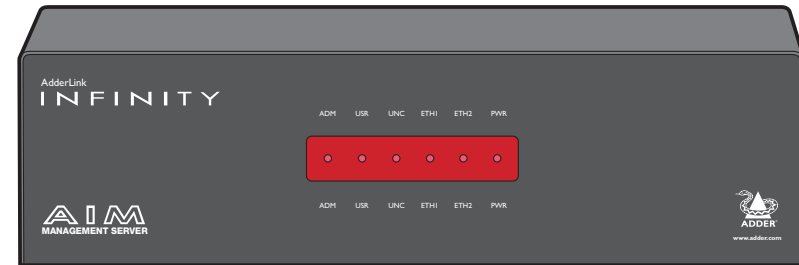 AdderLink
INFINITY
ADM USR UNC ETH1 ETH2 PWR
ADM USR UNC ETH1 ETH2 PWR
AIM
MANAGEMENT SERVER
ADDER®
www.adder.com